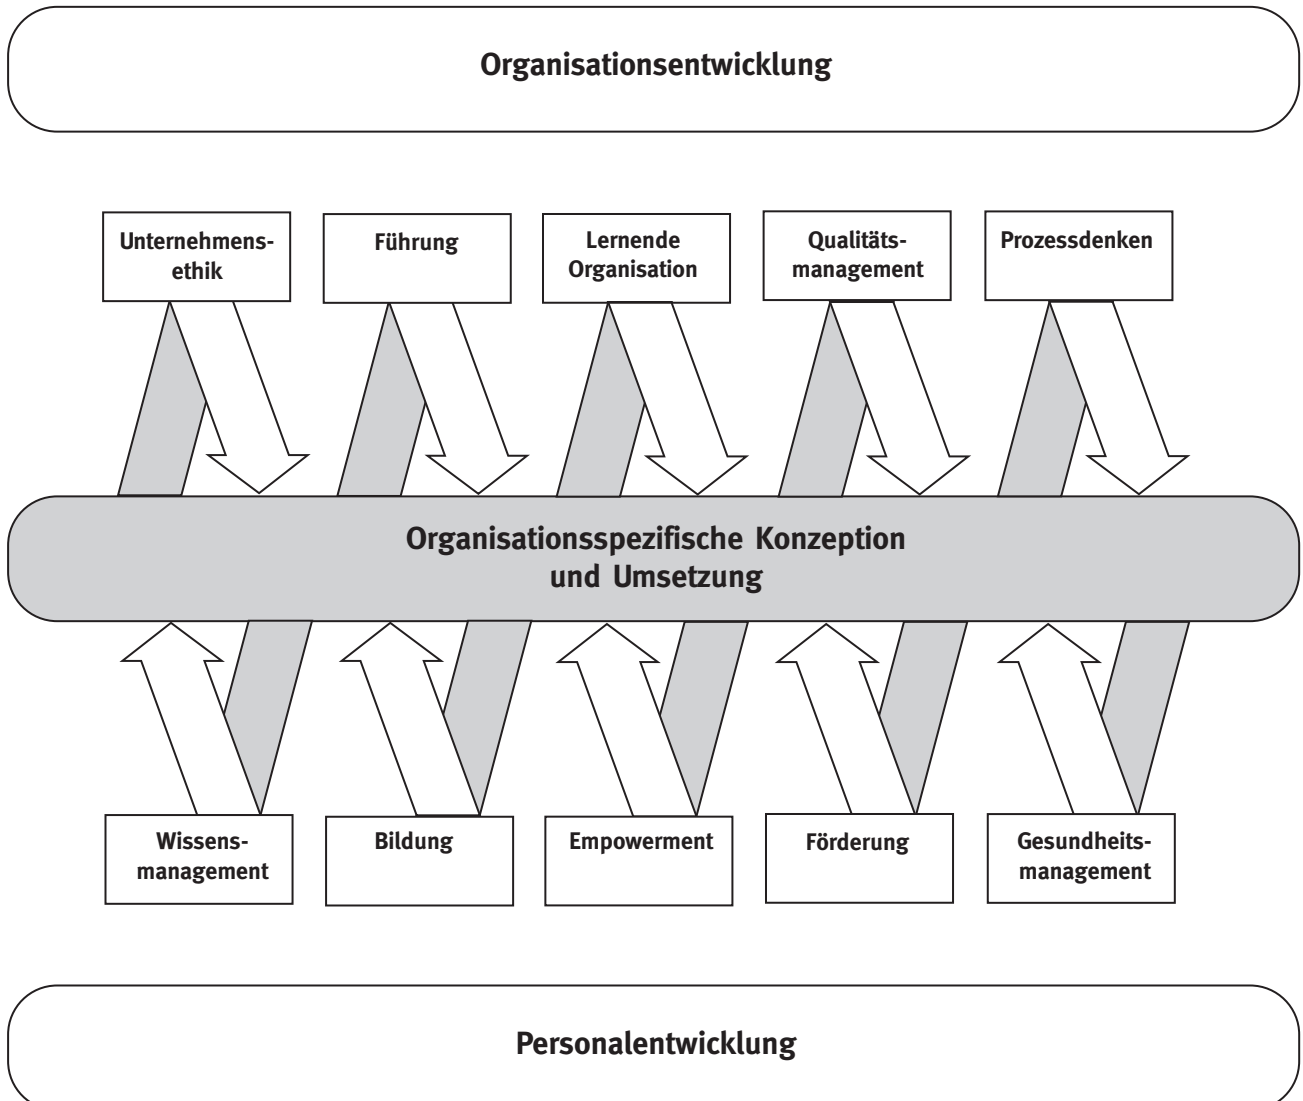 Organisationsentwicklung
Unternehmens-
ethik
Führung
Lernende
Organisation
Qualitäts-
management
Prozessdenken
Organisationsspezifische Konzeption
und Umsetzung
Wissens-
management
Bildung
Empowerment
Förderung
Gesundheits-
management
Personalentwicklung